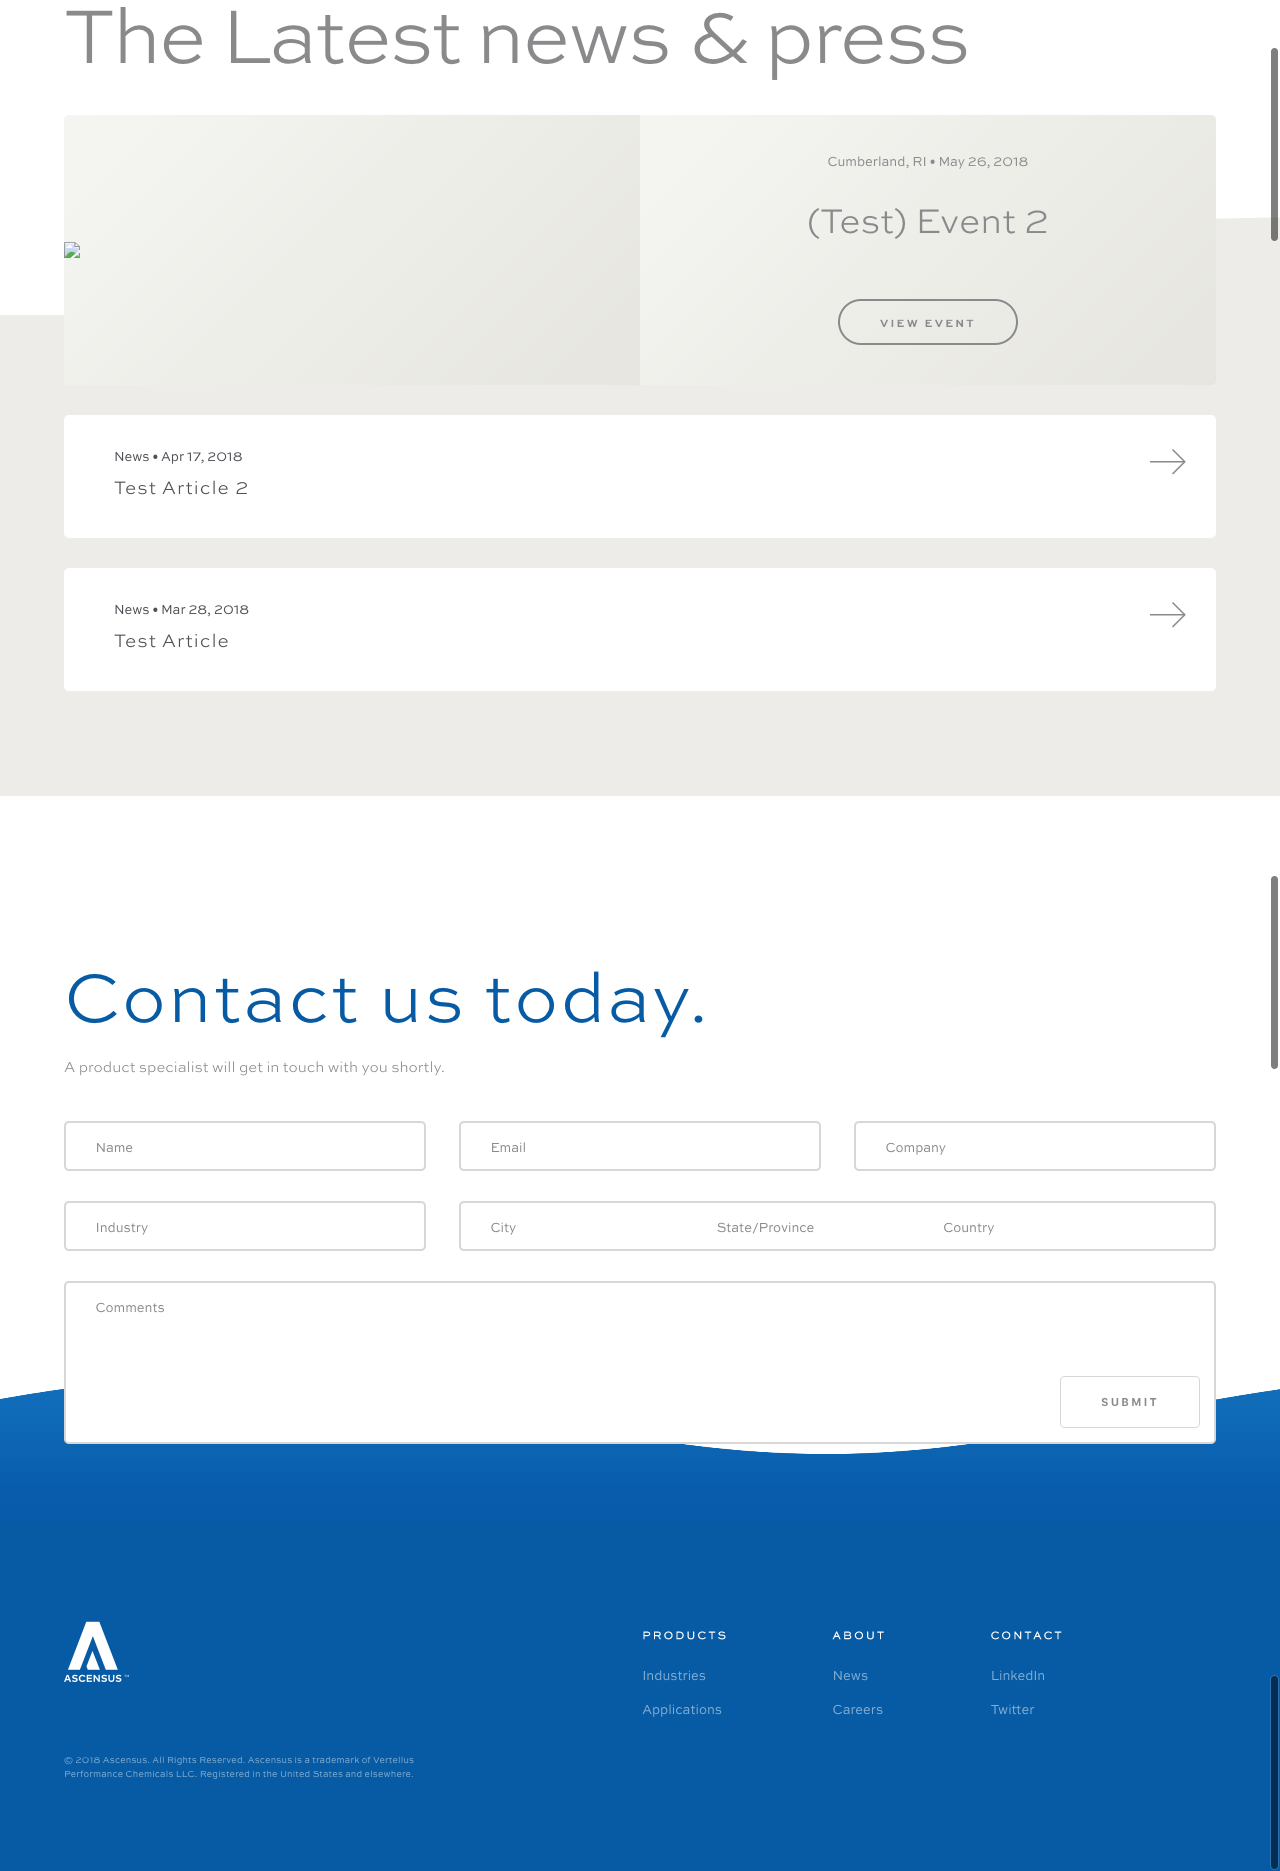 The Latest news & press
Cumberland, RI • May 26, 2018
(Test) Event 2
VIEW EVENT
News • Apr 17, 2018
Test Article 2
News • Mar 28, 2018
Test Article
Contact us today.
A product specialist will get in touch with you shortly.
Name
Email
Company
Industry
City
State/Province
Country
Comments
SUBMIT
ASCENSUS™
PRODUCTS
Industries
Applications
ABOUT
News
Careers
CONTACT
LinkedIn
Twitter
© 2018 Ascensus. All Rights Reserved. Ascensus is a trademark of Vertellus
Performance Chemicals LLC. Registered in the United States and elsewhere.